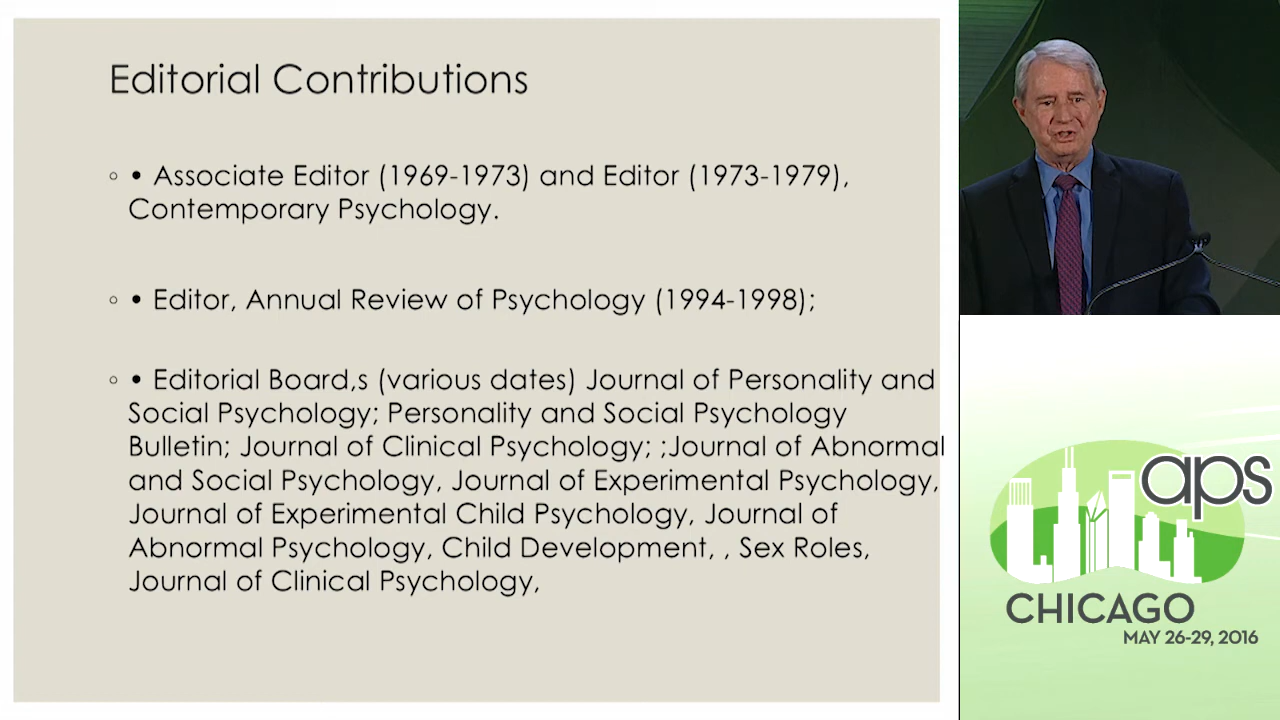 Editorial Contributions
◦ • Associate Editor (1969-1973) and Editor (1973-1979),
Contemporary Psychology.
◦ • Editor, Annual Review of Psychology (1994-1998);
◦ • Editorial Board,s (various dates) Journal of Personality and
Social Psychology; Personality and Social Psychology
Bulletin; Journal of Clinical Psychology; ;Journal of Abnormal
and Social Psychology, Journal of Experimental Psychology,
Journal of Experimental Child Psychology, Journal of
Abnormal Psychology, Child Development, , Sex Roles,
Journal of Clinical Psychology,
aps
CHICAGO
MAY 26-29, 2016